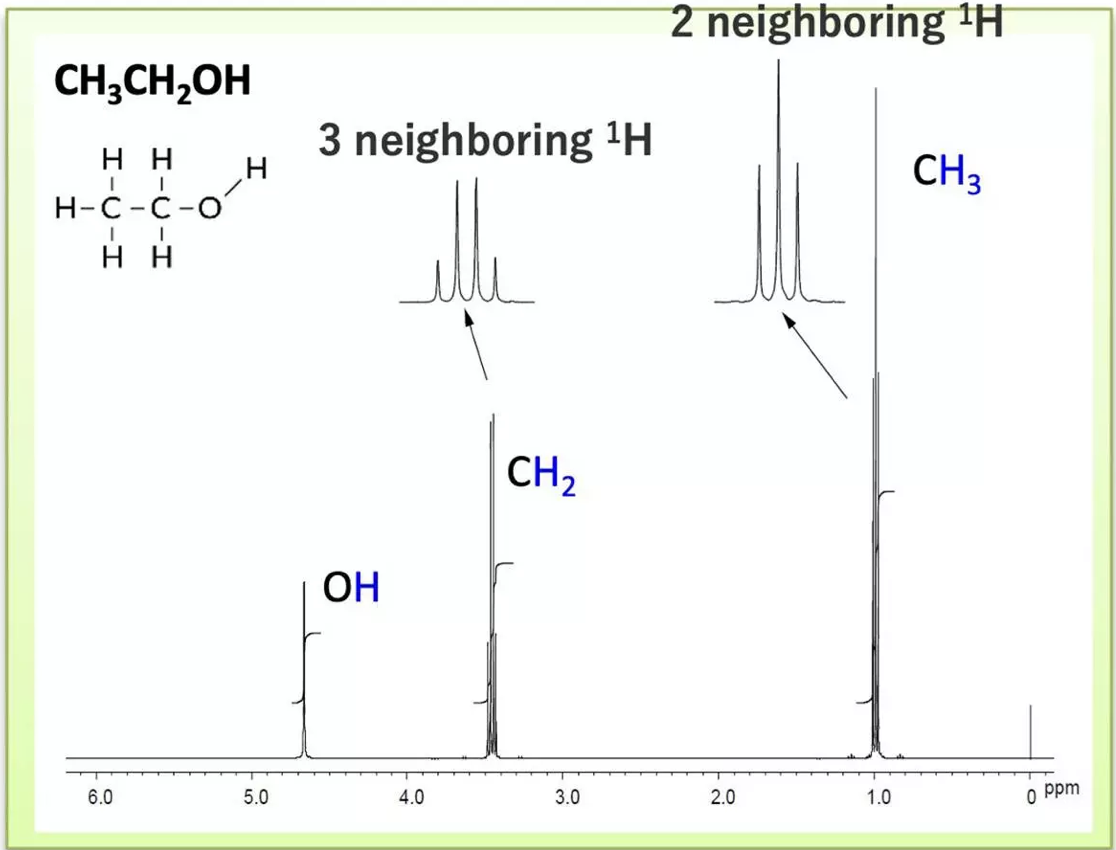 2 neighboring ¹H
CH₃CH₂OH
3 neighboring ¹H
CH₃
H H H
H-C-C-O
H H
CH₂
OH
6.0 5.0 4.0 3.0 2.0 1.0 0 ppm